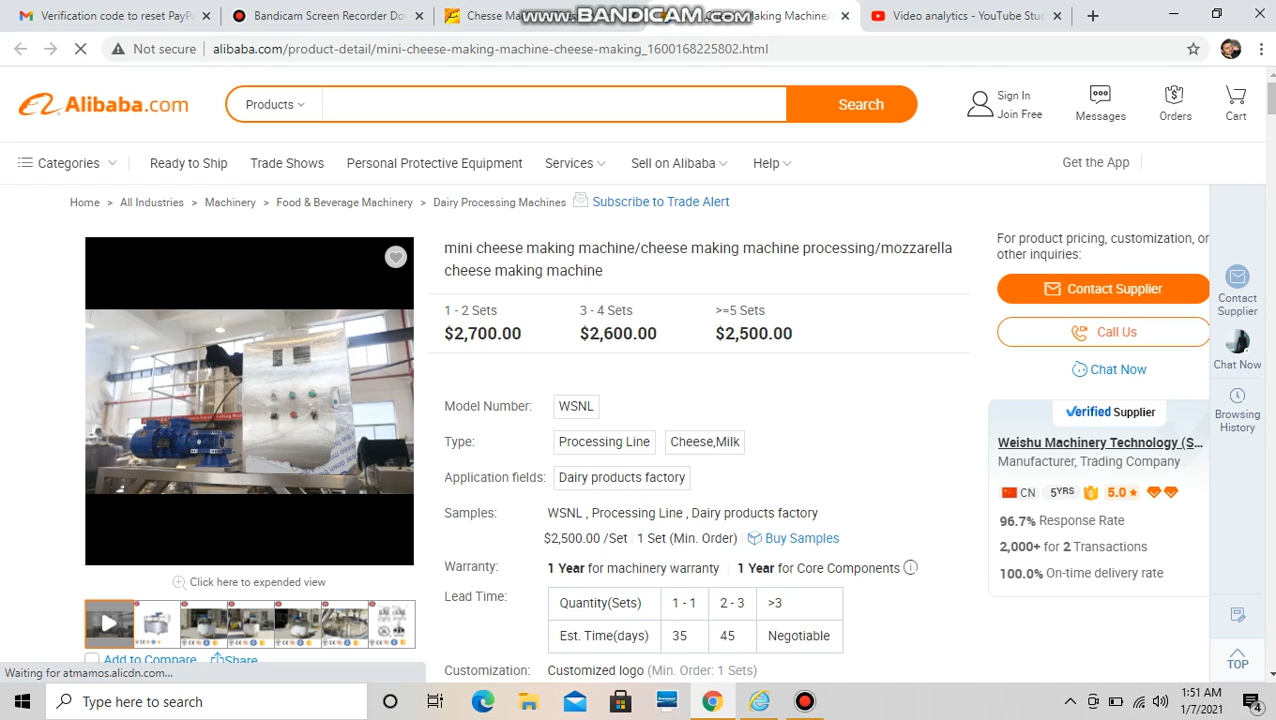 Verification code to reset PayP
Bandicam Screen Recorder D
Chesse Ma
www.BANDICAM.com
Making Machine/
Video analytics - YouTube Stu
Not secure
alibaba.com/product-detail/mini-cheese-making-machine-cheese-making_1600168225802.html
Alibaba.com
Products
Search
Sign In
Join Free
Messages
Orders
Cart
Categories
Ready to Ship
Trade Shows
Personal Protective Equipment
Services
Sell on Alibaba
Help
Get the App
Home > All Industries > Machinery > Food & Beverage Machinery > Dairy Processing Machines
Subscribe to Trade Alert
mini cheese making machine/cheese making machine processing/mozzarella
cheese making machine
1 - 2 Sets
3 - 4 Sets
>=5 Sets
$2,700.00
$2,600.00
$2,500.00
Model Number: WSNL
Type: Processing Line Cheese,Milk
Application fields: Dairy products factory
Samples: WSNL , Processing Line , Dairy products factory
$2,500.00 /Set | 1 Set (Min. Order) | Buy Samples
Warranty: 1 Year for machinery warranty 1 Year for Core Components
Lead Time:
Quantity(Sets) 1 - 1 2 - 3 >3
Est. Time(days) 35 45 Negotiable
Customization: Customized logo (Min. Order: 1 Sets)
Click here to expended view
Add to Compare
Share
For product pricing, customization, or
other inquiries:
Contact Supplier
Call Us
Chat Now
Verified Supplier
Weishu Machinery Technology (S...
Manufacturer, Trading Company
CN 5YRS 5.0
96.7% Response Rate
2,000+ for 2 Transactions
100.0% On-time delivery rate
Contact
Supplier
Chat Now
Browsing
History
TOP
Waiting for atmamos.alicdn.com...
Type here to search
1:51 AM
1/7/2021
4